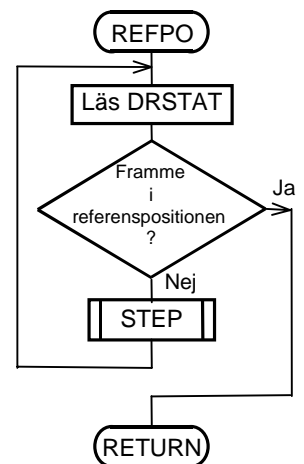 REFPO
Läs DRSTAT
Framme
i
referenspositionen
?
Ja
Nej
STEP
RETURN